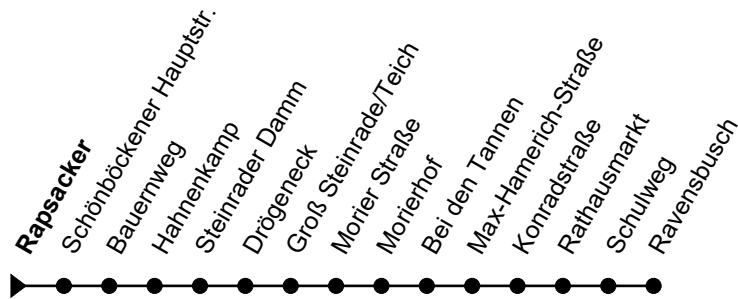 Rapsacker
Schönböckener Hauptstr.
Bauernweg
Hahnenkamp
Steinrader Damm
Drögeneck
Groß Steinrade/Teich
Morier Straße
Morierhof
Bei den Tannen
Max-Hamerich-Straße
Konradstraße
Rathausmarkt
Schulweg
Ravensbusch